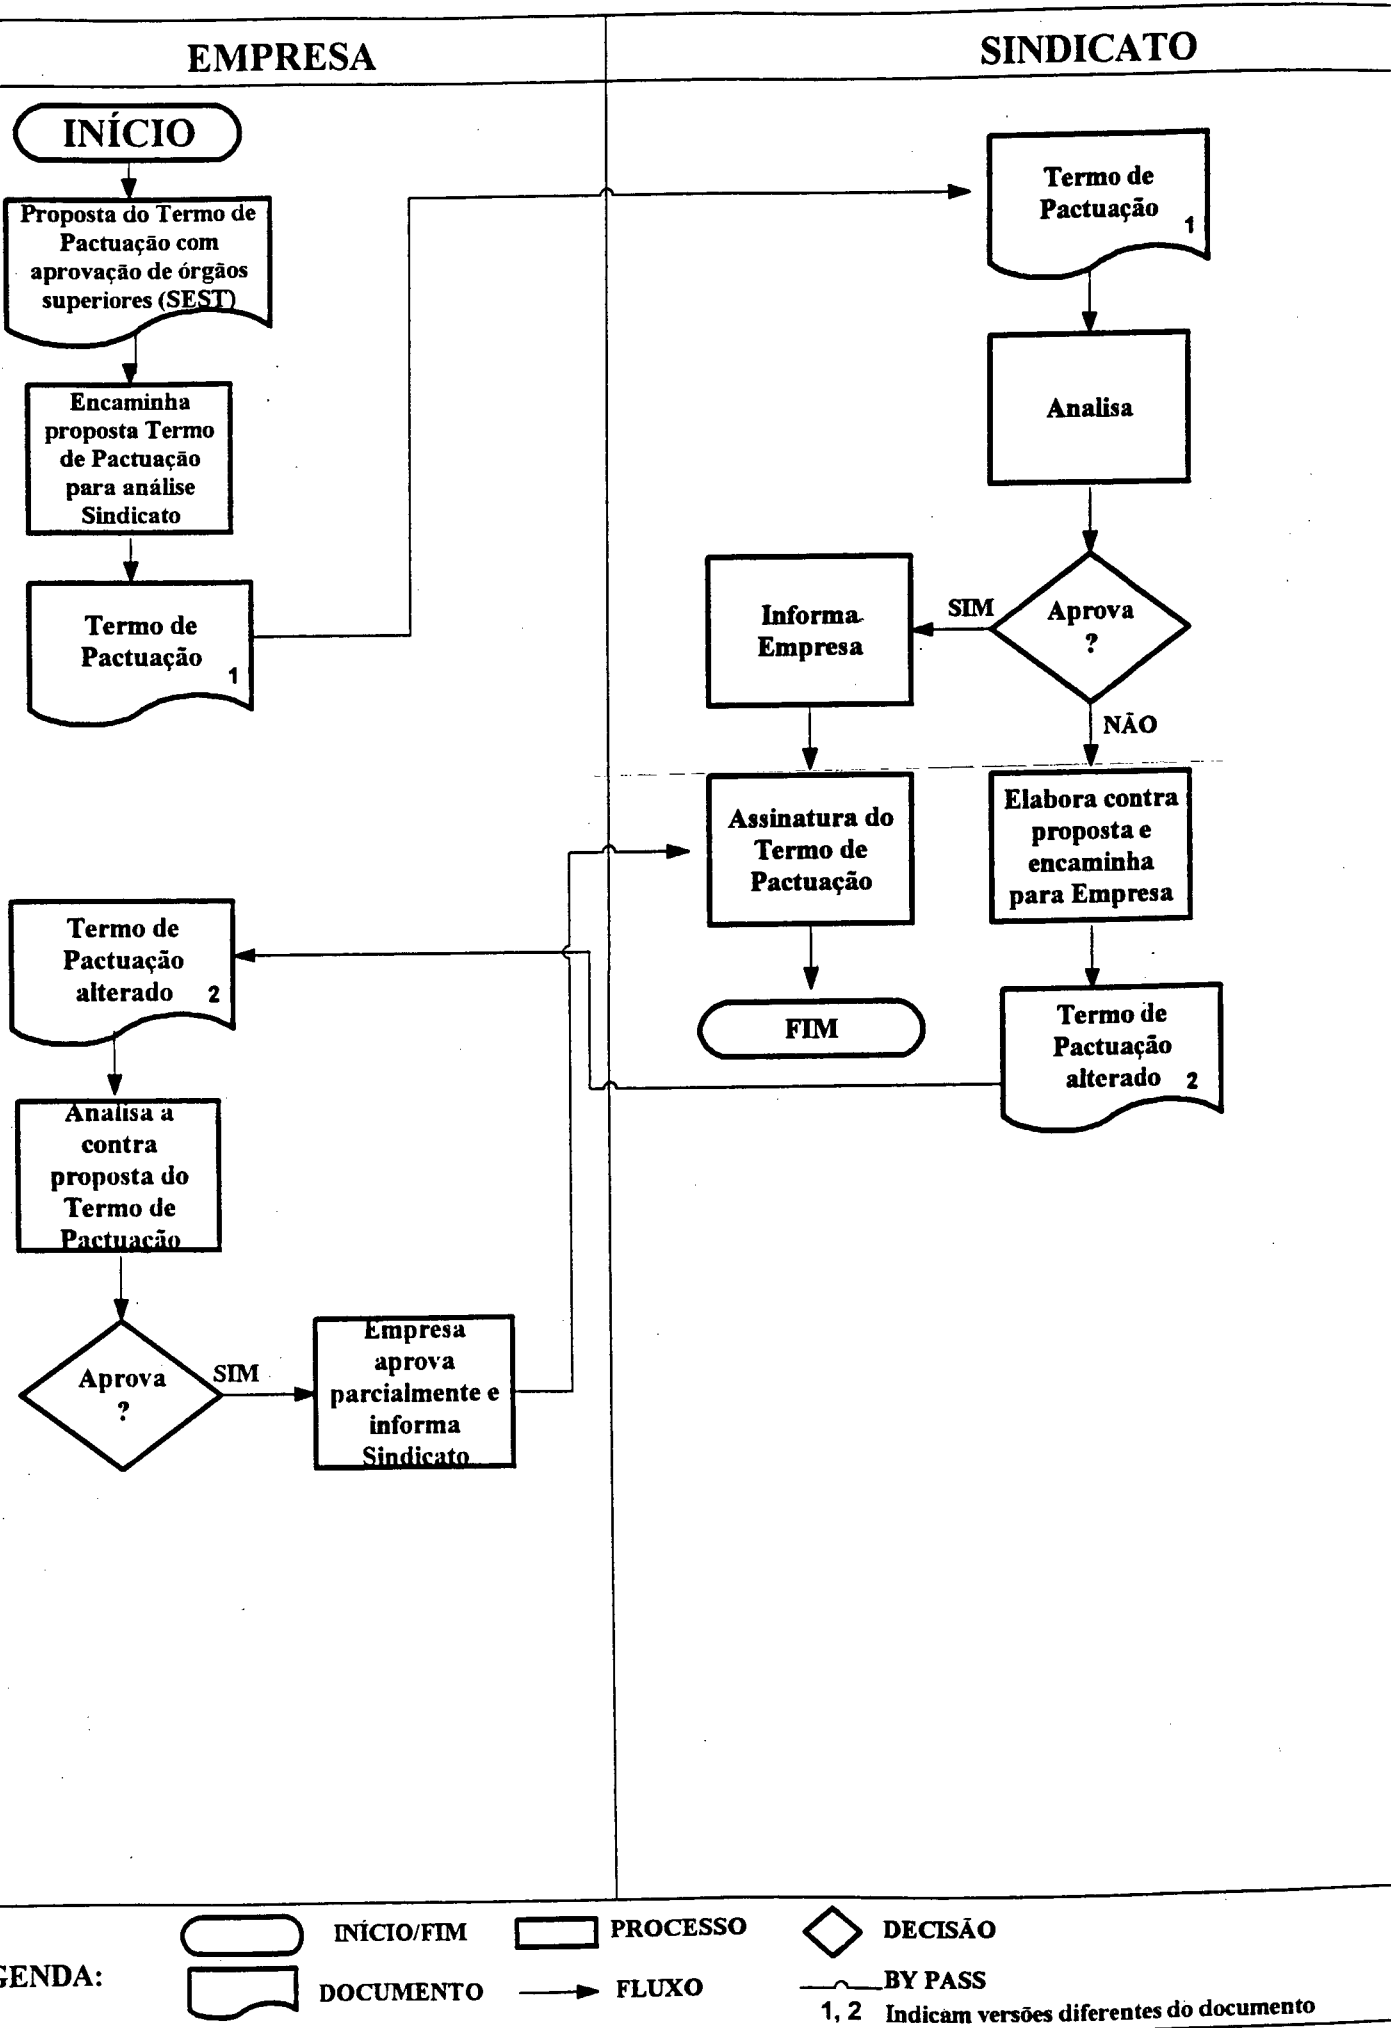 EMPRESA
SINDICATO
INÍCIO
Proposta do Termo de
Pactuação com
aprovação de órgãos
superiores (SEST)
Encaminha
proposta Termo
de Pactuação
para análise
Sindicato
Termo de
Pactuação
1
Termo de
Pactuação
1
Analisa
Aprova
?
SIM
NÃO
Informa
Empresa
Assinatura do
Termo de
Pactuação
FIM
Elabora contra
proposta e
encaminha
para Empresa
Termo de
Pactuação
alterado 2
Termo de
Pactuação
alterado 2
Analisa a
contra
proposta do
Termo de
Pactuação
Aprova
?
SIM
Empresa
aprova
parcialmente e
informa
Sindicato
GENDA:
INÍCIO/FIM
PROCESSO
DECISÃO
DOCUMENTO
FLUXO
BY PASS
1, 2 Indicam versões diferentes do documento